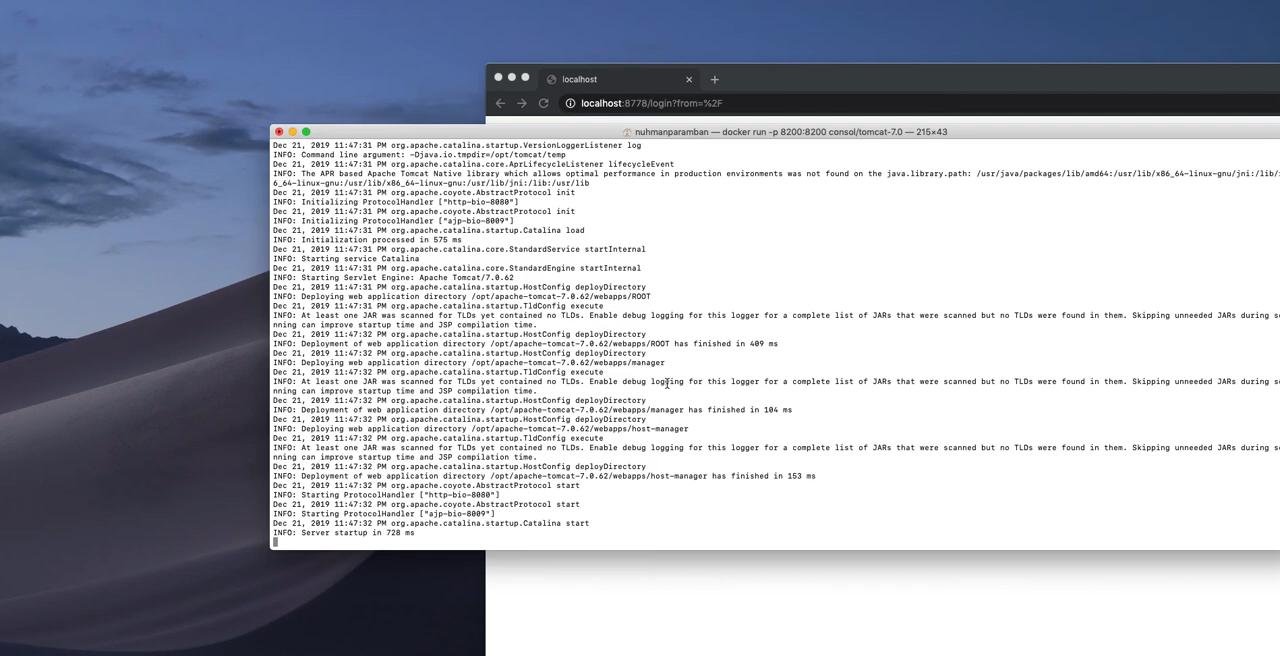 localhost
localhost:8778/login?from=%2F
nuhmanparamban — docker run -p 8200:8200 consol/tomcat-7.0 — 215×43
Dec 21, 2019 11:47:31 PM org.apache.catalina.startup.VersionLoggerListener log
INFO: Command line argument: -Djava.io.tmpdir=/opt/tomcat/temp
Dec 21, 2019 11:47:31 PM org.apache.catalina.core.AprLifecycleListener lifecycleEvent
INFO: The APR based Apache Tomcat Native library which allows optimal performance in production environments was not found on the java.library.path: /usr/java/packages/lib/amd64:/usr/lib/x86_64-linux-gnu/jni:/lib/x
6_64-linux-gnu:/usr/lib/x86_64-linux-gnu:/usr/lib/jni:/lib:/usr/lib
Dec 21, 2019 11:47:31 PM org.apache.coyote.AbstractProtocol init
INFO: Initializing ProtocolHandler ["http-bio-8080"]
Dec 21, 2019 11:47:31 PM org.apache.coyote.AbstractProtocol init
INFO: Initializing ProtocolHandler ["ajp-bio-8009"]
Dec 21, 2019 11:47:31 PM org.apache.catalina.startup.Catalina load
INFO: Initialization processed in 575 ms
Dec 21, 2019 11:47:31 PM org.apache.catalina.core.StandardService startInternal
INFO: Starting service Catalina
Dec 21, 2019 11:47:31 PM org.apache.catalina.core.StandardEngine startInternal
INFO: Starting Servlet Engine: Apache Tomcat/7.0.62
Dec 21, 2019 11:47:31 PM org.apache.catalina.startup.HostConfig deployDirectory
INFO: Deploying web application directory /opt/apache-tomcat-7.0.62/webapps/ROOT
Dec 21, 2019 11:47:31 PM org.apache.catalina.startup.TldConfig execute
INFO: At least one JAR was scanned for TLDs yet contained no TLDs. Enable debug logging for this logger for a complete list of JARs that were scanned but no TLDs were found in them. Skipping unneeded JARs during sc
nning can improve startup time and JSP compilation time.
Dec 21, 2019 11:47:31 PM org.apache.catalina.startup.HostConfig deployDirectory
INFO: Deployment of web application directory /opt/apache-tomcat-7.0.62/webapps/ROOT has finished in 409 ms
Dec 21, 2019 11:47:31 PM org.apache.catalina.startup.HostConfig deployDirectory
INFO: Deploying web application directory /opt/apache-tomcat-7.0.62/webapps/manager
Dec 21, 2019 11:47:32 PM org.apache.catalina.startup.TldConfig execute
INFO: At least one JAR was scanned for TLDs yet contained no TLDs. Enable debug logging for this logger for a complete list of JARs that were scanned but no TLDs were found in them. Skipping unneeded JARs during sc
nning can improve startup time and JSP compilation time.
Dec 21, 2019 11:47:32 PM org.apache.catalina.startup.HostConfig deployDirectory
INFO: Deployment of web application directory /opt/apache-tomcat-7.0.62/webapps/manager has finished in 104 ms
Dec 21, 2019 11:47:32 PM org.apache.catalina.startup.HostConfig deployDirectory
INFO: Deploying web application directory /opt/apache-tomcat-7.0.62/webapps/host-manager
Dec 21, 2019 11:47:32 PM org.apache.catalina.startup.TldConfig execute
INFO: At least one JAR was scanned for TLDs yet contained no TLDs. Enable debug logging for this logger for a complete list of JARs that were scanned but no TLDs were found in them. Skipping unneeded JARs during sc
nning can improve startup time and JSP compilation time.
Dec 21, 2019 11:47:32 PM org.apache.catalina.startup.HostConfig deployDirectory
INFO: Deployment of web application directory /opt/apache-tomcat-7.0.62/webapps/host-manager has finished in 153 ms
Dec 21, 2019 11:47:32 PM org.apache.coyote.AbstractProtocol start
INFO: Starting ProtocolHandler ["http-bio-8080"]
Dec 21, 2019 11:47:32 PM org.apache.coyote.AbstractProtocol start
INFO: Starting ProtocolHandler ["ajp-bio-8009"]
Dec 21, 2019 11:47:32 PM org.apache.catalina.startup.Catalina start
INFO: Server startup in 728 ms